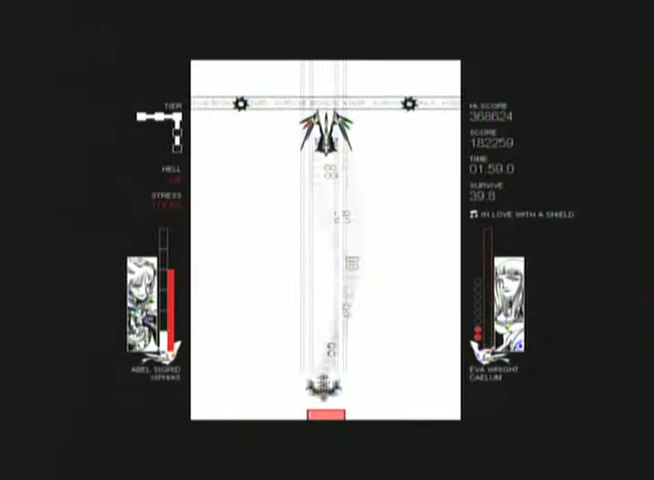 TIER
HELL
STRESS
ABEL SIGRID
XIPHIAS
HI-SCORE
368624
SCORE
182259
TIME
01:59.0
SURVIVE
39.8
IN LOVE WITH A SHIELD
EVA WRIGHT
CAELUM